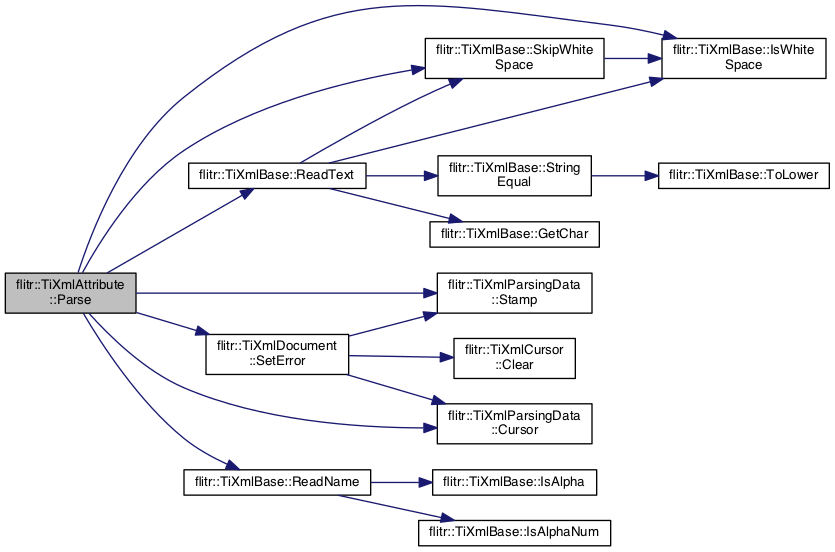 flitr::TiXmlBase::SkipWhite
Space
flitr::TiXmlBase::IsWhite
Space
flitr::TiXmlBase::ReadText
flitr::TiXmlBase::String
Equal
flitr::TiXmlBase::ToLower
flitr::TiXmlBase::GetChar
flitr::TiXmlAttribute
::Parse
flitr::TiXmlParsingData
::Stamp
flitr::TiXmlDocument
::SetError
flitr::TiXmlCursor
::Clear
flitr::TiXmlParsingData
::Cursor
flitr::TiXmlBase::ReadName
flitr::TiXmlBase::IsAlpha
flitr::TiXmlBase::IsAlphaNum